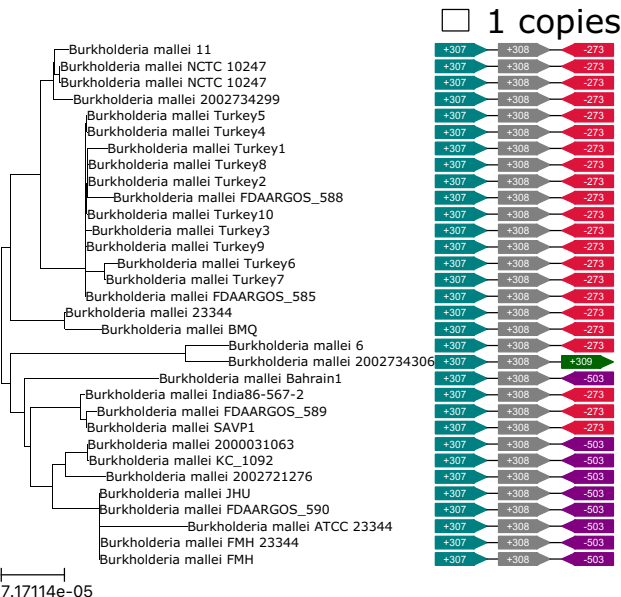 1 copies
Burkholderia mallei 11 +307 +308 -273
Burkholderia mallei NCTC 10247 +307 +308 -273
Burkholderia mallei NCTC 10247 +307 +308 -273
Burkholderia mallei 2002734299 +307 +308 -273
Burkholderia mallei Turkey5 +307 +308 -273
Burkholderia mallei Turkey4 +307 +308 -273
Burkholderia mallei Turkey1 +307 +308 -273
Burkholderia mallei Turkey8 +307 +308 -273
Burkholderia mallei Turkey2 +307 +308 -273
Burkholderia mallei FDAARGOS_588 +307 +308 -273
Burkholderia mallei Turkey10 +307 +308 -273
Burkholderia mallei Turkey3 +307 +308 -273
Burkholderia mallei Turkey9 +307 +308 -273
Burkholderia mallei Turkey6 +307 +308 -273
Burkholderia mallei Turkey7 +307 +308 -273
Burkholderia mallei FDAARGOS_585 +307 +308 -273
Burkholderia mallei 23344 +307 +308 -273
Burkholderia mallei BMQ +307 +308 -273
Burkholderia mallei 6 +307 +308 -273
Burkholderia mallei 2002734306 +307 +308 +309
Burkholderia mallei Bahrain1 +307 +308 -503
Burkholderia mallei India86-567-2 +307 +308 -273
Burkholderia mallei FDAARGOS_589 +307 +308 -273
Burkholderia mallei SAVP1 +307 +308 -273
Burkholderia mallei 2000031063 +307 +308 -503
Burkholderia mallei KC_1092 +307 +308 -503
Burkholderia mallei 2002721276 +307 +308 -503
Burkholderia mallei JHU +307 +308 -503
Burkholderia mallei FDAARGOS_590 +307 +308 -503
Burkholderia mallei ATCC 23344 +307 +308 -503
Burkholderia mallei FMH 23344 +307 +308 -503
Burkholderia mallei FMH +307 +308 -503
7.17114e-05